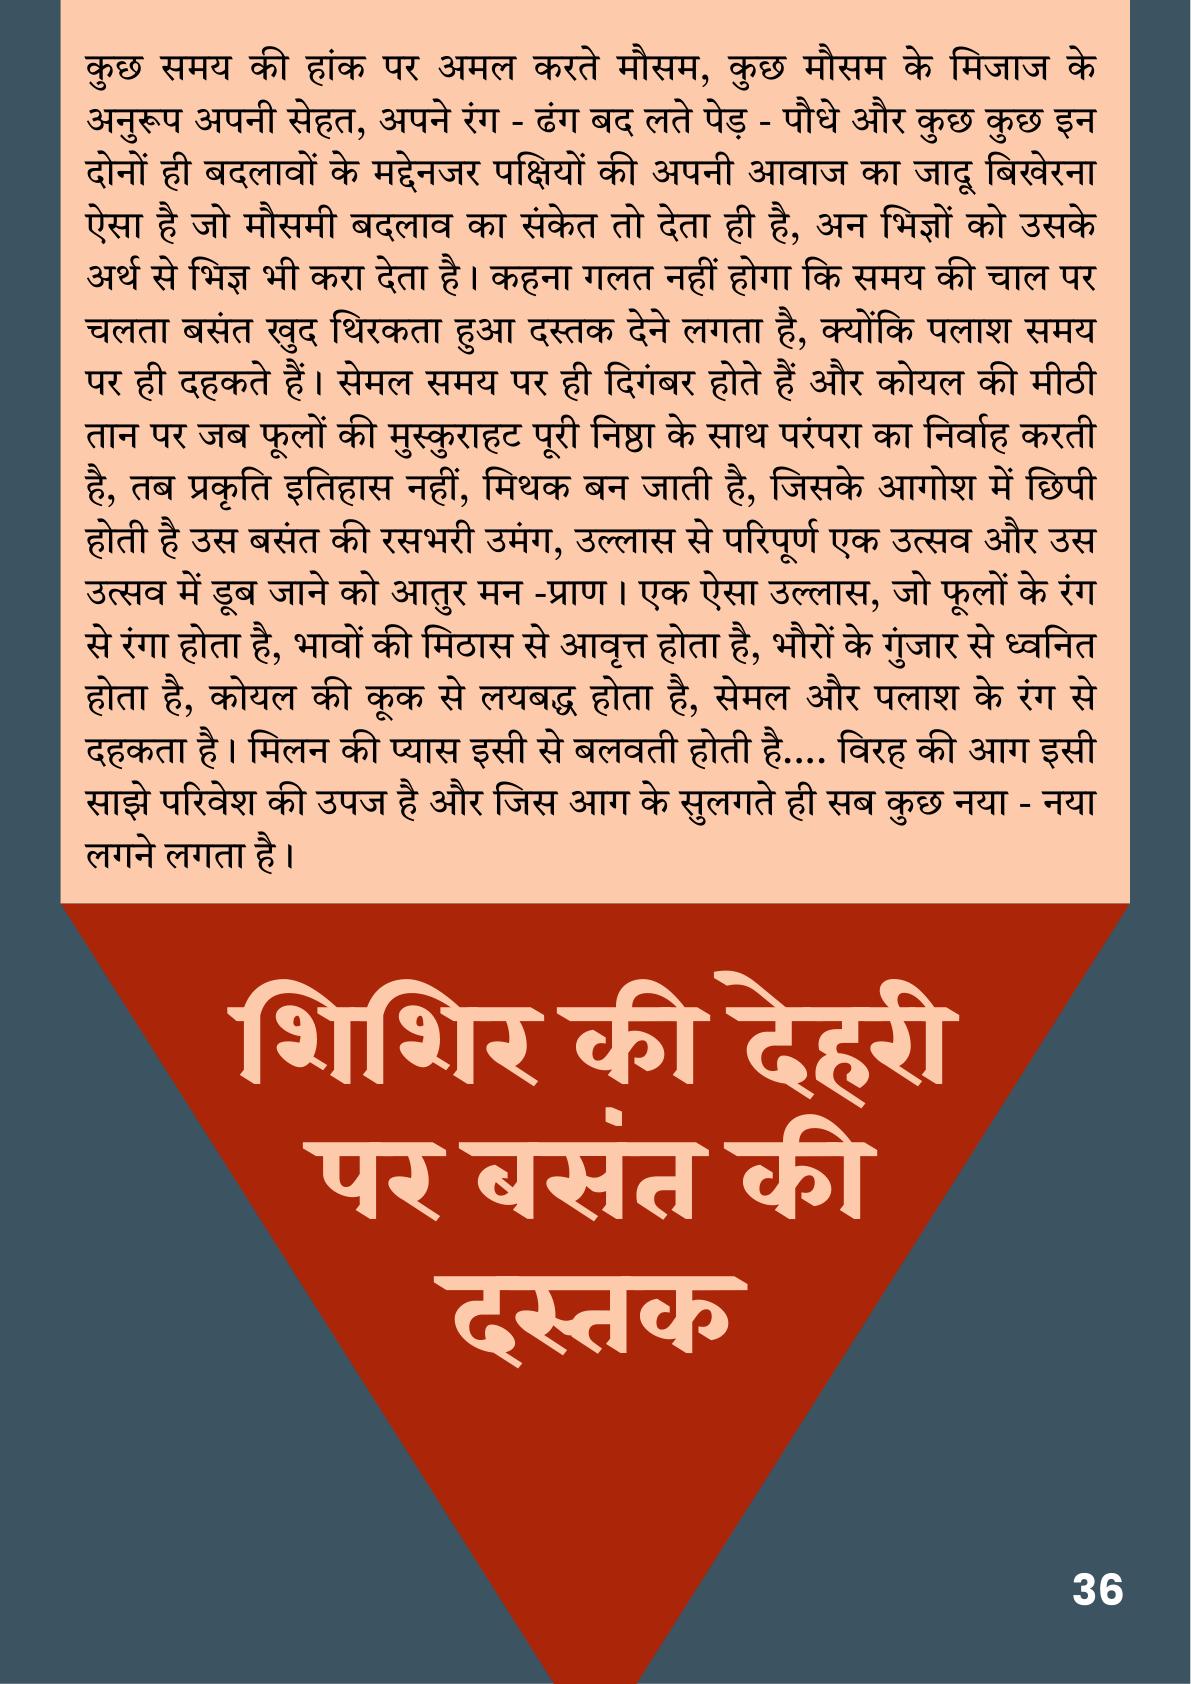 कुछ समय की हांक पर अमल करते मौसम, कुछ मौसम के मिजाज के
अनुरूप अपनी सेहत, अपने रंग - ढंग बद लते पेड़ - पौधे और कुछ कुछ इन
दोनों ही बदलावों के मद्देनजर पक्षियों की अपनी आवाज का जादू बिखेरना
ऐसा है जो मौसमी बदलाव का संकेत तो देता ही है, अन भिज्ञों को उसके
अर्थ से भिज्ञ भी करा देता है। कहना गलत नहीं होगा कि समय की चाल पर
चलता बसंत खुद थिरकता हुआ दस्तक देने लगता है, क्योंकि पलाश समय
पर ही दहकते हैं। सेमल समय पर ही दिगंबर होते हैं और कोयल की मीठी
तान पर जब फूलों की मुस्कुराहट पूरी निष्ठा के साथ परंपरा का निर्वाह करती
है, तब प्रकृति इतिहास नहीं, मिथक बन जाती है, जिसके आगोश में छिपी
होती है उस बसंत की रसभरी उमंग, उल्लास से परिपूर्ण एक उत्सव और उस
उत्सव में डूब जाने को आतुर मन -प्राण। एक ऐसा उल्लास, जो फूलों के रंग
से रंगा होता है, भावों की मिठास से आवृत्त होता है, भौरों के गुंजार से ध्वनित
होता है, कोयल की कूक से लयबद्ध होता है, सेमल और पलाश के रंग से
दहकता है। मिलन की प्यास इसी से बलवती होती है.... विरह की आग इसी
साझे परिवेश की उपज है और जिस आग के सुलगते ही सब कुछ नया - नया
लगने लगता है।
शिशिर की देहरी
पर बसंत की
दस्तक
36